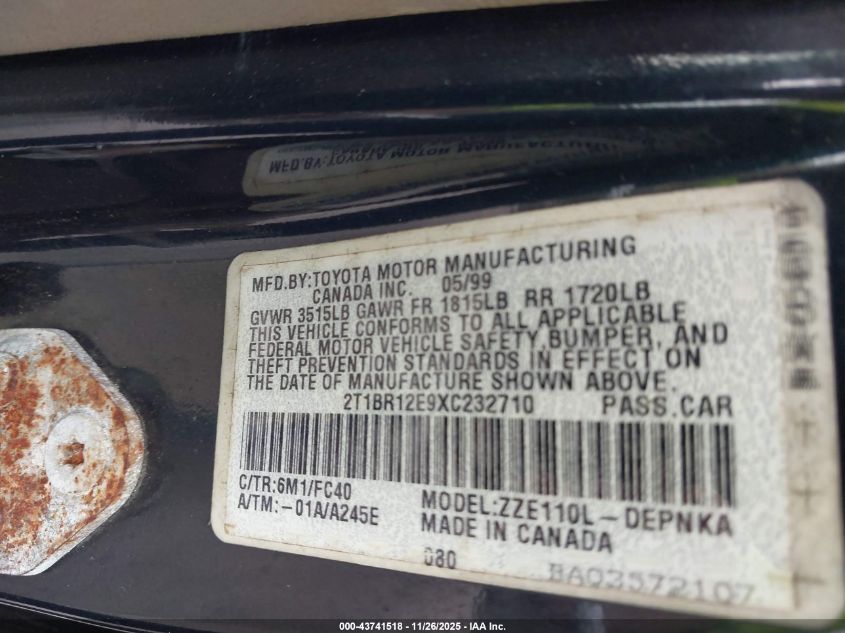 MFD.BY:TOYOTA MOTOR MANUFACTURING
CANADA INC. 05/99
GVWR 3515LB GAWR FR 1815LB RR 1720LB
THIS VEHICLE CONFORMS TO ALL APPLICABLE
FEDERAL MOTOR VEHICLE SAFETY,BUMPER, AND
THEFT PREVENTION STANDARDS IN EFFECT ON
THE DATE OF MANUFACTURE SHOWN ABOVE.
2T1BR12E9XC232710 PASS.CAR
C/TR:6M1/FC40
A/TM:-01A/A245E
MODEL:ZZE110L-DEPNKA
MADE IN CANADA
080
BA03572107
000-43741518 | 11/26/2025 - IAA Inc.